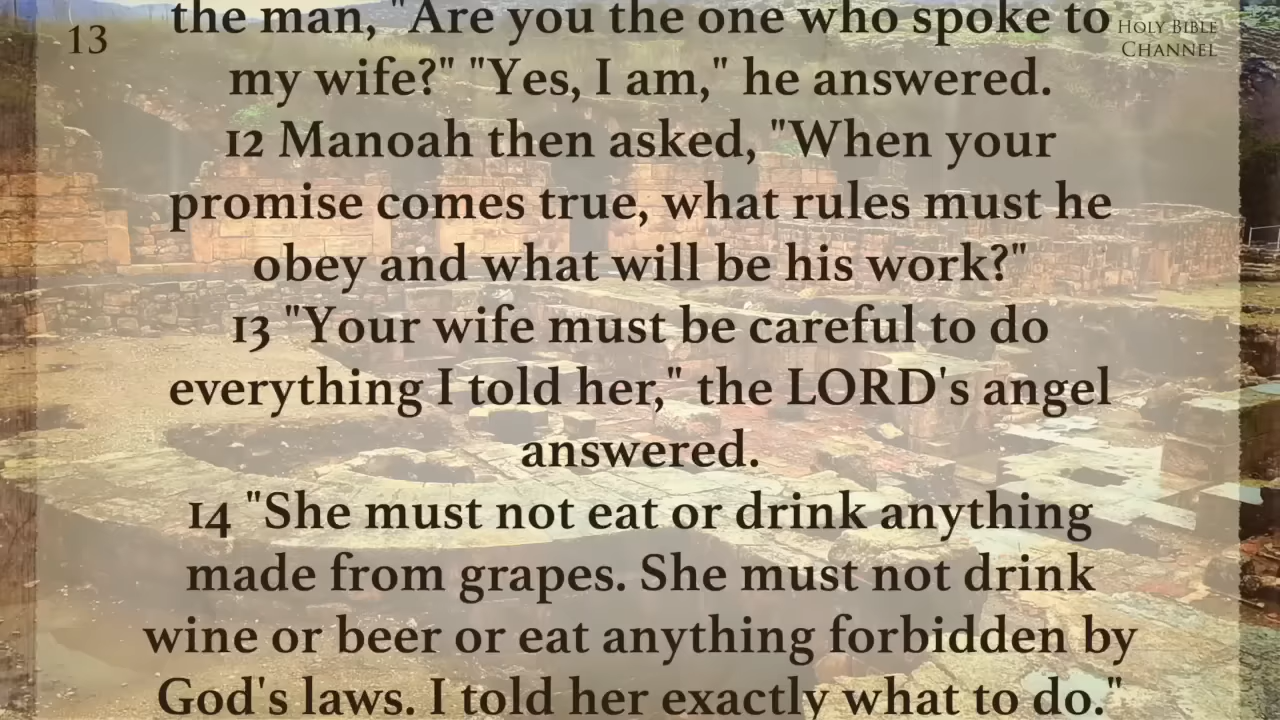 the man, "Are you the one who spoke to
my wife?" "Yes, I am," he answered.
12 Manoah then asked, "When your
promise comes true, what rules must he
obey and what will be his work?"
13 "Your wife must be careful to do
everything I told her," the LORD's angel
answered.
14 "She must not eat or drink anything
made from grapes. She must not drink
wine or beer or eat anything forbidden by
God's laws. I told her exactly what to do."
13
HOLY BIBLE
CHANNEL